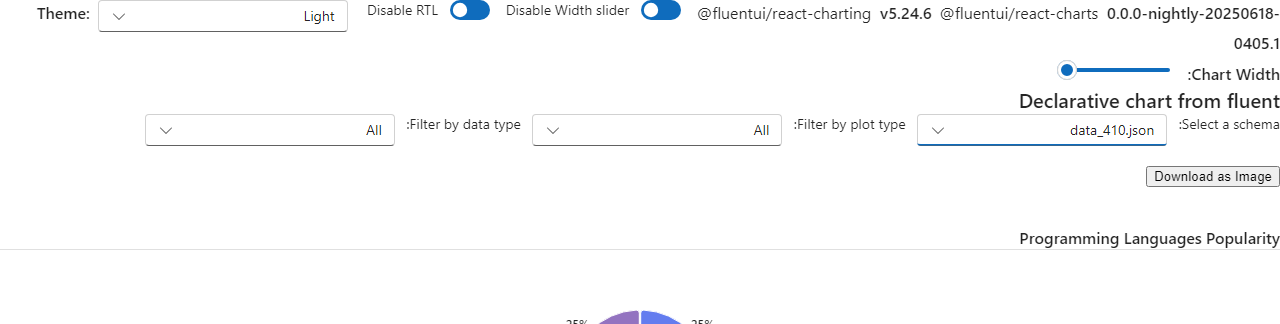 Theme: Light Disable RTL Disable Width slider @fluentui/react-charting v5.24.6 @fluentui/react-charts 0.0.0-nightly-20250618-
0405.1
:Chart Width
Declarative chart from fluent
:Select a schema data_410.json :Filter by plot type All :Filter by data type All
Download as Image
Programming Languages Popularity
25% 25%